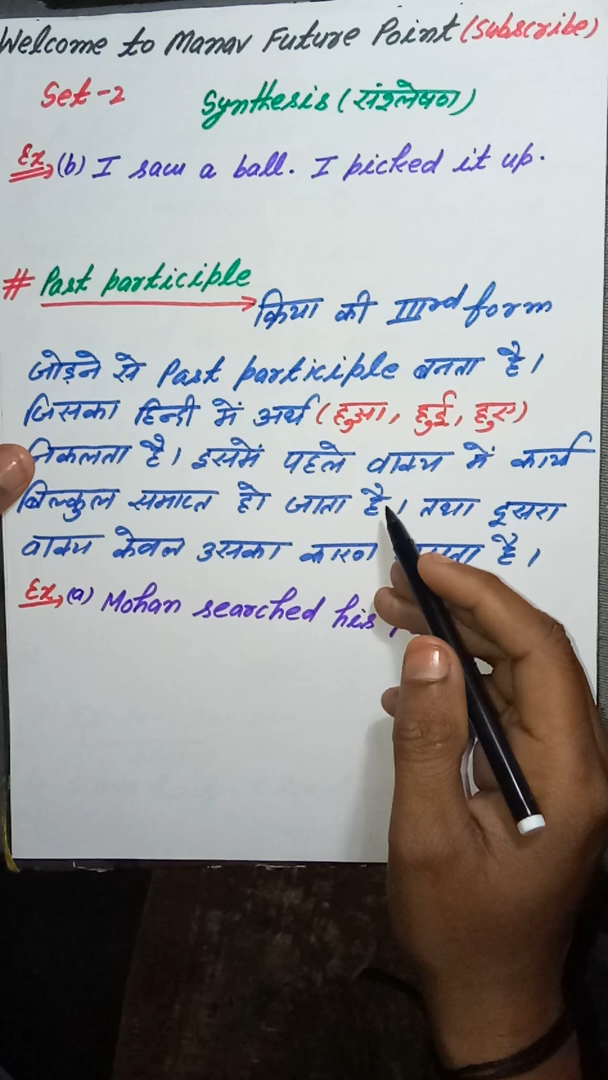 Welcome to Manav Future Point (Subscribe)
Set-2 Synthesis (संश्लेषण)
Ex, (b) I saw a ball. I picked it up.
# Past participle
क्रिया की IIIrd form
जोड़ने से Past participle बनता है।
जिसका हिन्दी में अर्थ (हुआ, हुई, हुए)
निकलता है। इसमें पहले वाक्य में कार्य
बिल्कुल समाप्त हो जाता है। तथा दूसरा
वाक्य केवल उसका कारण है।
Ex, (a) Mohan searched his